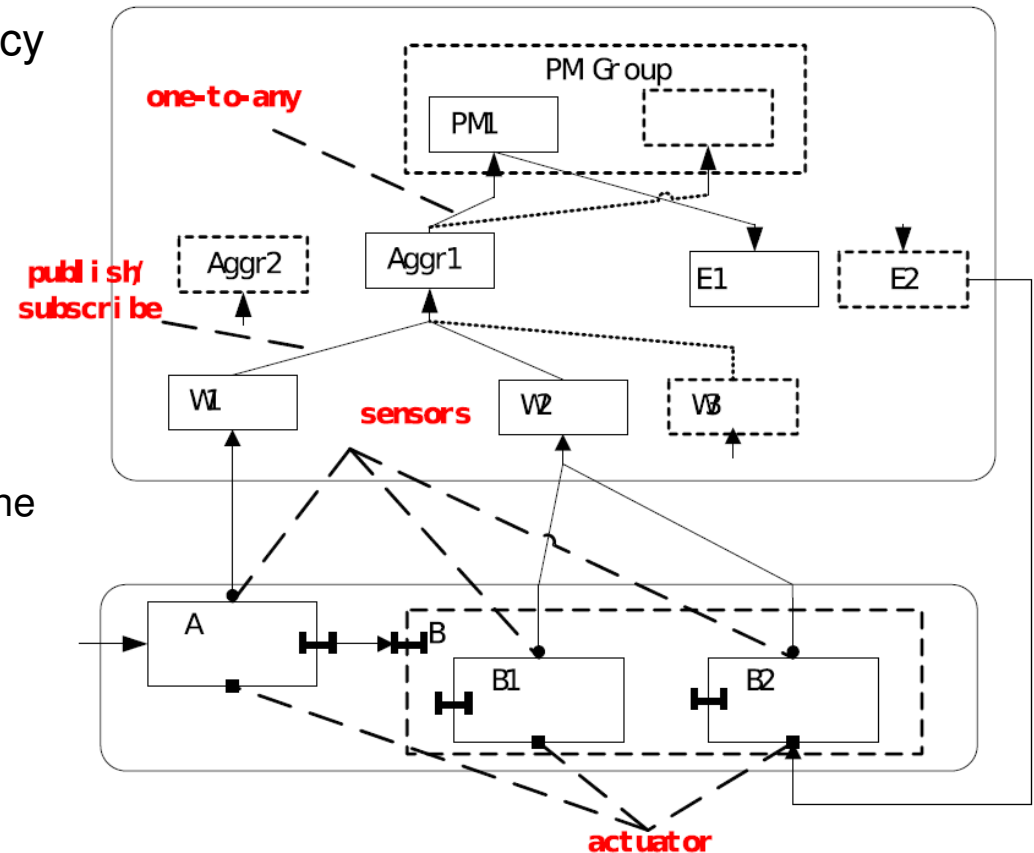 cy
PM Group
one-to-any
PM1
Aggr2
Aggr1
E1
E2
publish/
subscribe
W1
W2
W3
sensors
ne
A
B
B1
B2
actuator